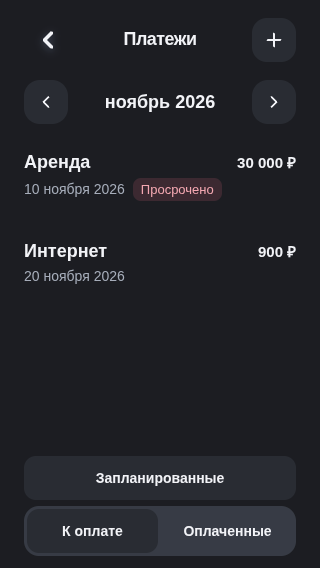 Платежи
ноябрь 2026
Аренда 30 000 ₽
10 ноября 2026 Просрочено
Интернет 900 ₽
20 ноября 2026
Запланированные
К оплате Оплаченные